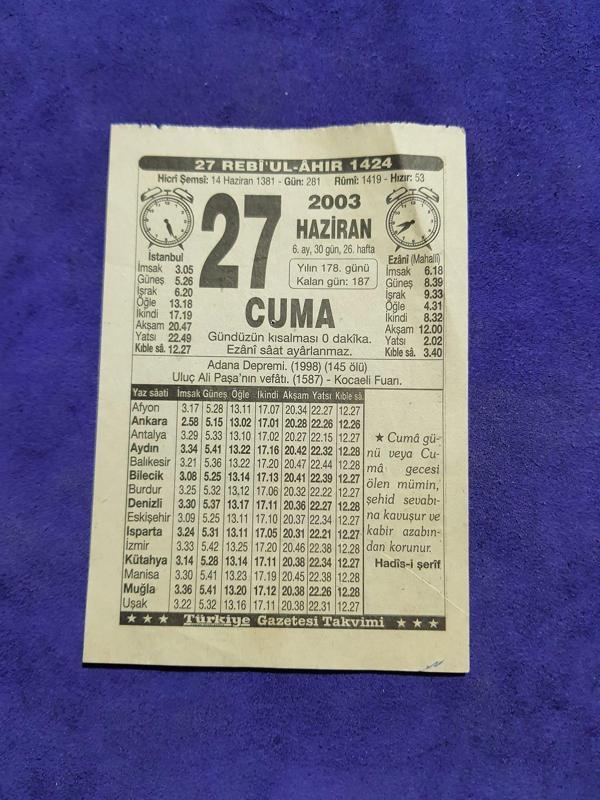 27 REBİ'UL-ÂHIR 1424
Hicrî Şemsî: 14 Haziran 1381 - Gün: 281 Rûmî: 1419 - Hızır: 53
27
2003
HAZİRAN
6. ay, 30 gün, 26. hafta
Yılın 178. günü
Kalan gün: 187
CUMA
Gündüzün kısalması 0 dakîka.
Ezânî sâat ayârlanmaz.
İstanbul
İmsak 3.05
Güneş 5.26
İşrak 6.20
Öğle 13.18
İkindi 17.19
Akşam 20.47
Yatsı 22.49
Kıble sâ. 12.27
Ezânî (Mahallî)
İmsak 6.18
Güneş 8.39
İşrak 9.33
Öğle 4.31
İkindi 8.32
Akşam 12.00
Yatsı 2.02
Kıble sâ. 3.40
Adana Depremi. (1998) (145 ölü)
Uluç Ali Paşa'nın vefâtı. (1587) - Kocaeli Fuarı.
Yaz sâati İmsak Güneş Öğle İkindi Akşam Yatsı Kıble sâ.
Afyon 3.17 5.28 13.11 17.07 20.34 22.27 12.27
Ankara 2.58 5.15 13.02 17.01 20.28 22.26 12.26
Antalya 3.29 5.33 13.10 17.02 20.27 22.15 12.27
Aydın 3.34 5.41 13.22 17.16 20.42 22.32 12.28
Balıkesir 3.21 5.36 13.22 17.20 20.47 22.44 12.28
Bilecik 3.08 5.25 13.14 17.13 20.41 22.39 12.27
Burdur 3.25 5.32 13.12 17.06 20.32 22.22 12.27
Denizli 3.30 5.37 13.17 17.11 20.36 22.27 12.28
Eskişehir 3.09 5.25 13.11 17.10 20.37 22.34 12.27
Isparta 3.24 5.31 13.11 17.05 20.31 22.21 12.27
İzmir 3.33 5.42 13.25 17.20 20.46 22.38 12.28
Kütahya 3.14 5.28 13.14 17.11 20.38 22.34 12.27
Manisa 3.30 5.41 13.23 17.19 20.45 22.38 12.28
Muğla 3.36 5.41 13.20 17.12 20.38 22.26 12.28
Uşak 3.22 5.32 13.16 17.11 20.38 22.31 12.27
★ Cumâ gü-
nü veya Cu-
mâ gecesi
ölen mümin,
şehid sevabı-
na kavuşur ve
kabir azabın-
dan korunur.
Hadîs-i şerîf
★ ★ ★ Türkiye Gazetesi Takvimi ★ ★ ★